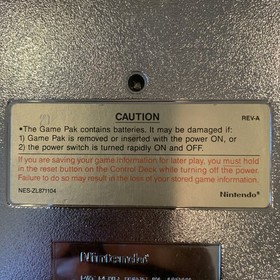 CAUTION REV-A
•The Game Pak contains batteries. It may be damaged if:
1) Game Pak is removed or inserted with the power ON, or
2) the power switch is turned rapidly ON and OFF.
If you are saving your game information for later play, you must hold
in the reset button on the Control Deck while turning off the power.
Failure to do so may result in the loss of your stored game information.
NES-ZL671104 Nintendo®
Nintendo®